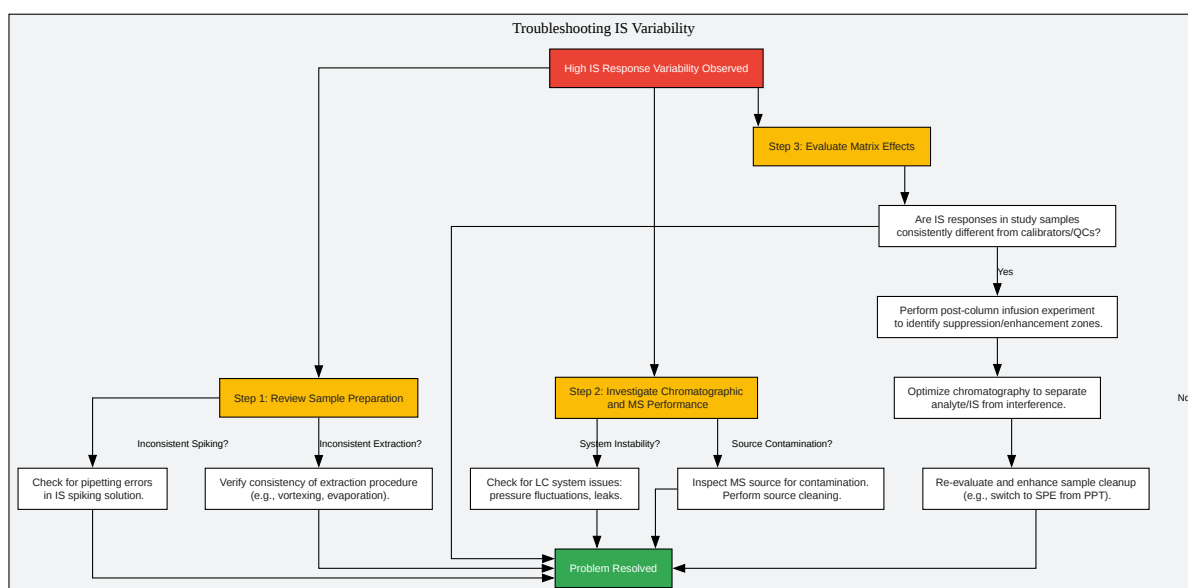 Troubleshooting IS Variability
High IS Response Variability Observed
Step 3: Evaluate Matrix Effects
Are IS responses in study samples
consistently different from calibrators/QCs?
Yes
Perform post-column infusion experiment
to identify suppression/enhancement zones.
Step 1: Review Sample Preparation
Step 2: Investigate Chromatographic
and MS Performance
Optimize chromatography to separate
analyte/IS from interference.
No
Inconsistent Spiking?
Inconsistent Extraction?
System Instability?
Source Contamination?
Check for pipetting errors
in IS spiking solution.
Verify consistency of extraction procedure
(e.g., vortexing, evaporation).
Check for LC system issues:
pressure fluctuations, leaks.
Inspect MS source for contamination.
Perform source cleaning.
Re-evaluate and enhance sample cleanup
(e.g., switch to SPE from PPT).
Problem Resolved